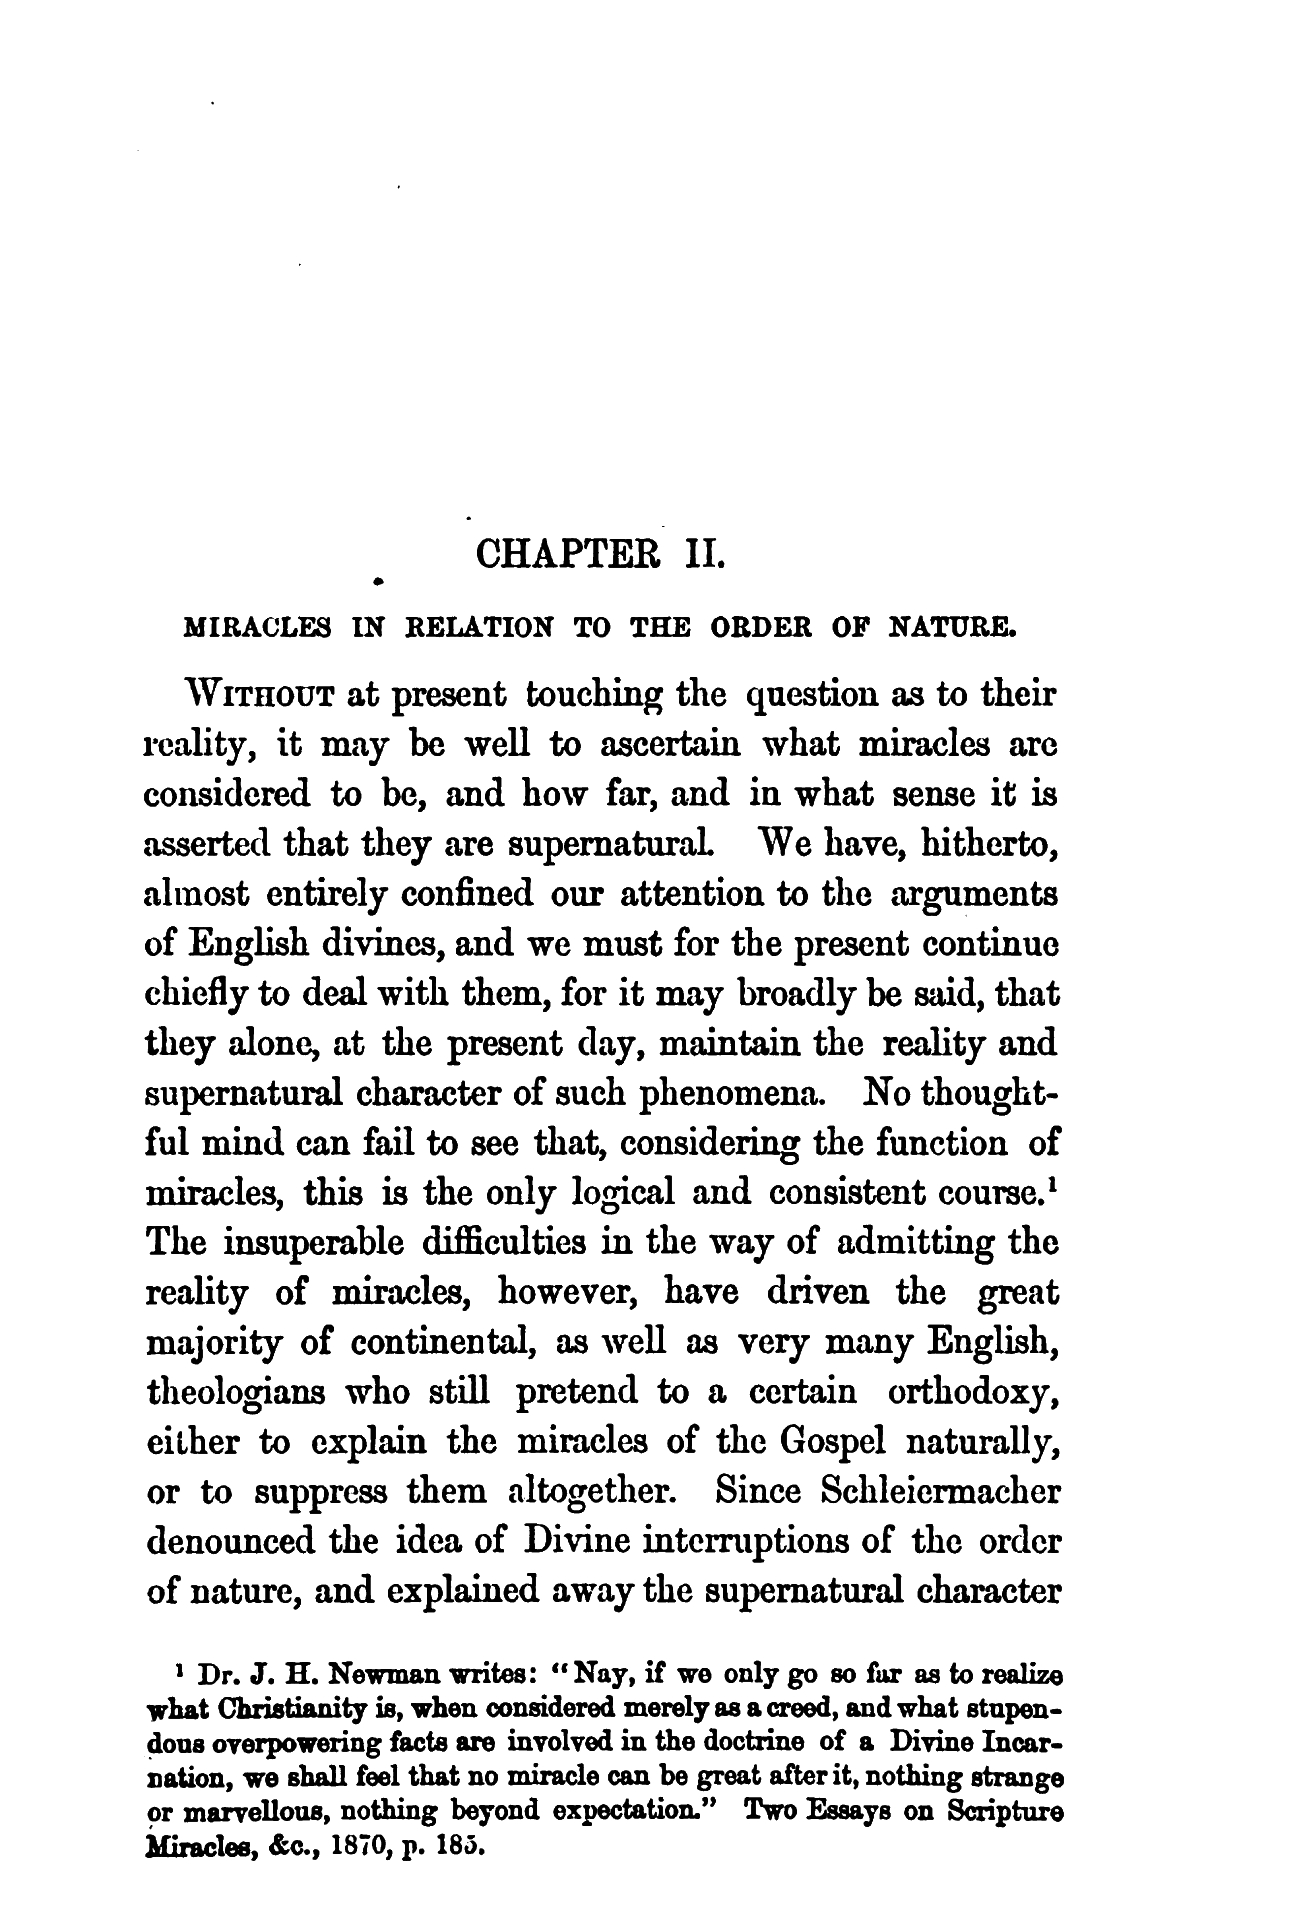 CHAPTER II.
MIRACLES IN RELATION TO THE ORDER OF NATURE.
WITHOUT at present touching the question as to their
reality, it may be well to ascertain what miracles are
considered to be, and how far, and in what sense it is
asserted that they are supernatural. We have, hitherto,
almost entirely confined our attention to the arguments
of English divines, and we must for the present continue
chiefly to deal with them, for it may broadly be said, that
they alone, at the present day, maintain the reality and
supernatural character of such phenomena. No thought-
ful mind can fail to see that, considering the function of
miracles, this is the only logical and consistent course.¹
The insuperable difficulties in the way of admitting the
reality of miracles, however, have driven the great
majority of continental, as well as very many English,
theologians who still pretend to a certain orthodoxy,
either to explain the miracles of the Gospel naturally,
or to suppress them altogether. Since Schleiermacher
denounced the idea of Divine interruptions of the order
of nature, and explained away the supernatural character
¹ Dr. J. H. Newman writes: “Nay, if we only go so far as to realize
what Christianity is, when considered merely as a creed, and what stupen-
dous overpowering facts are involved in the doctrine of a Divine Incar-
nation, we shall feel that no miracle can be great after it, nothing strange
or marvellous, nothing beyond expectation.” Two Essays on Scripture
Miracles, &c., 1870, p. 185.